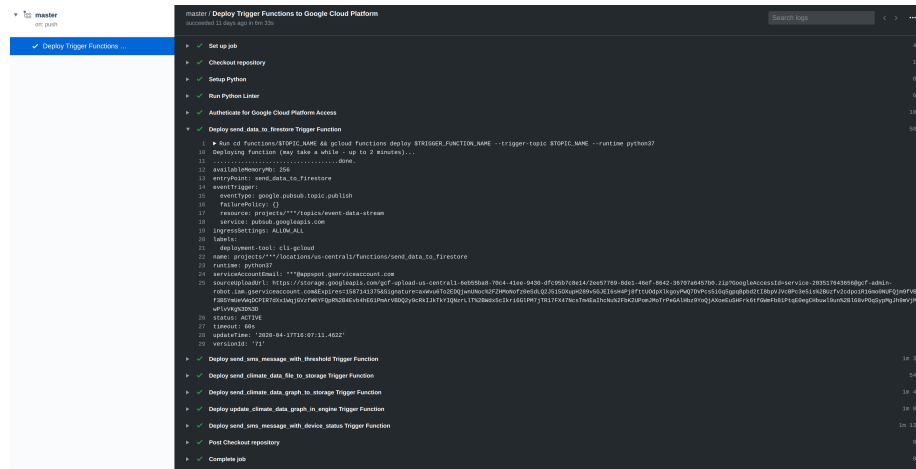 master
on: push
Deploy Trigger Functions ...
master / Deploy Trigger Functions to Google Cloud Platform
succeeded 11 days ago in 6m 33s
Search logs
Set up job
Checkout repository
Setup Python
Run Python Linter
Autheticate for Google Cloud Platform Access
Deploy send_data_to_firestore Trigger Function
1 Run cd functions/$TOPIC_NAME && gcloud functions deploy $TRIGGER_FUNCTION_NAME --trigger-topic $TOPIC_NAME --runtime python37
10 Deploying function (may take a while - up to 2 minutes)...
11 ...................................done.
12 availableMemoryMb: 256
13 entryPoint: send_data_to_firestore
14 eventTrigger:
15 eventType: google.pubsub.topic.publish
16 failurePolicy: {}
17 resource: projects/***/topics/event-data-stream
18 service: pubsub.googleapis.com
19 ingressSettings: ALLOW_ALL
20 labels:
21 deployment-tool: cli-gcloud
22 name: projects/***/locations/us-central1/functions/send_data_to_firestore
23 runtime: python37
24 serviceAccountEmail: ***@appspot.gserviceaccount.com
25 sourceUploadUrl:
26 status: ACTIVE
27 timeout: 60s
28 updateTime: '2020-04-17T16:07:11.462Z'
29 versionId: '71'
Deploy send_sms_message_with_threshold Trigger Function
1m
Deploy send_climate_data_file_to_storage Trigger Function
Deploy send_climate_data_graph_to_storage Trigger Function
1m
Deploy update_climate_data_graph_in_engine Trigger Function
1m
Deploy send_sms_message_with_device_status Trigger Function
1m 13
Post Checkout repository
Complete job